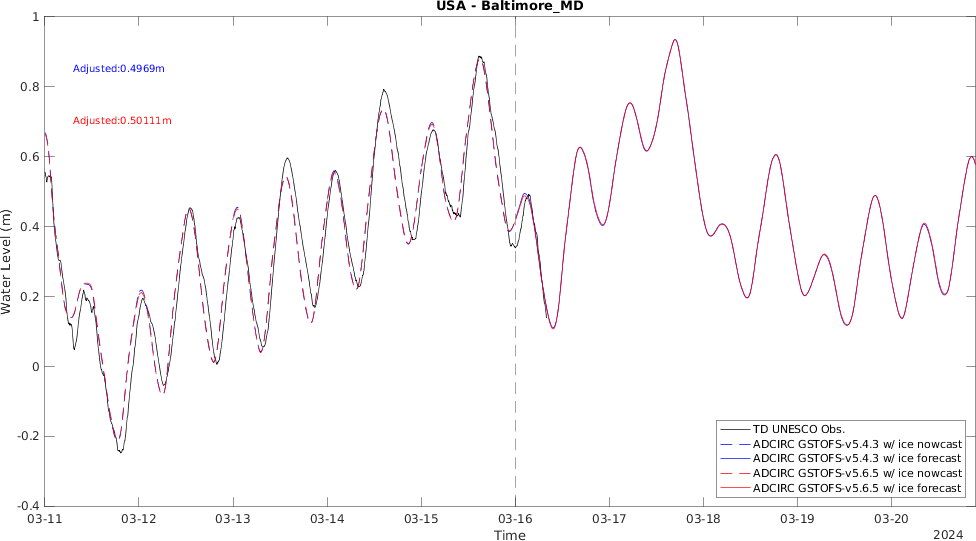 USA - Baltimore_MD
1
Adjusted:0.4969m
0.8
Adjusted:0.50111m
0.6
0.4
Water Level (m)
0.2
0
-0.2
TD UNESCO Obs.
ADCIRC GSTOFS-v5.4.3 w/ ice nowcast
ADCIRC GSTOFS-v5.4.3 w/ ice forecast
ADCIRC GSTOFS-v5.6.5 w/ ice nowcast
ADCIRC GSTOFS-v5.6.5 w/ ice forecast
-0.4
03-11 03-12 03-13 03-14 03-15 03-16 03-17 03-18 03-19 03-20
Time
2024